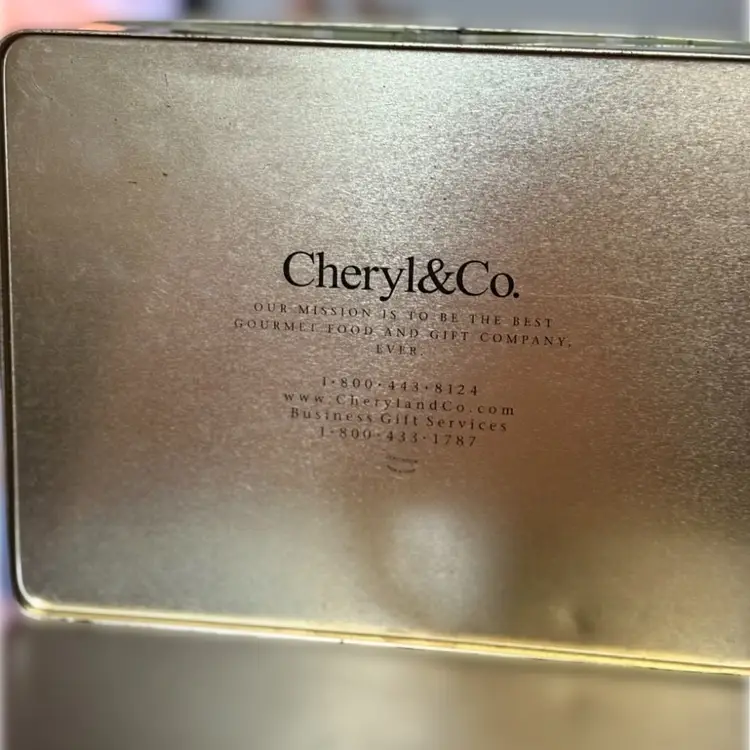 Cheryl&Co.
OUR MISSION IS TO BE THE BEST
GOURMET FOOD AND GIFT COMPANY,
EVER.
1·800·443·8124
www.CherylandCo.com
Business Gift Services
1·800·433·1787